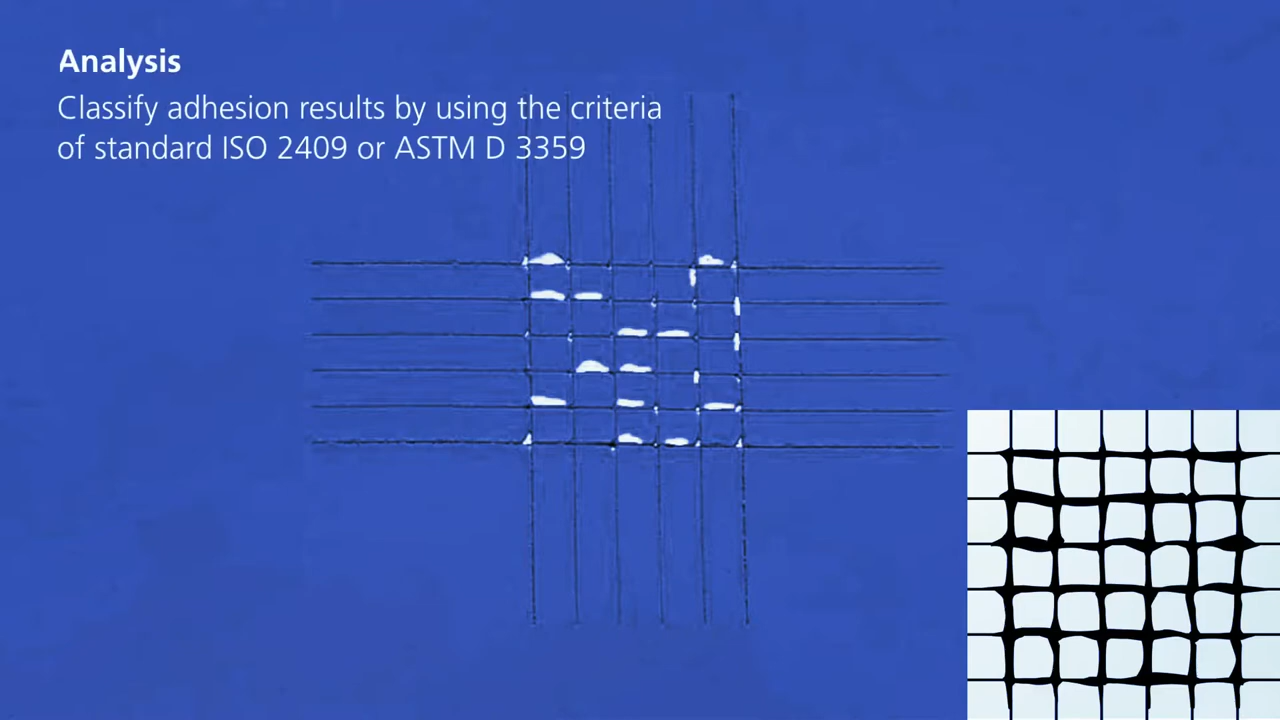 Analysis
Classify adhesion results by using the criteria
of standard ISO 2409 or ASTM D 3359